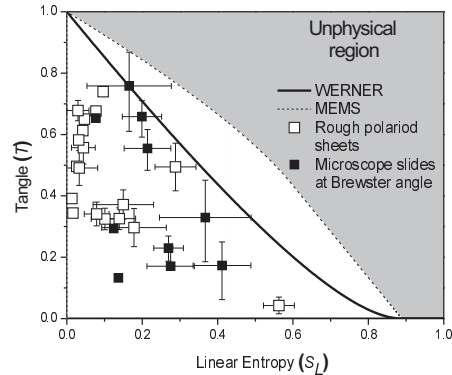 Unphysical
region
WERNER
MEMS
Rough polariod
sheets
Microscope slides
at Brewster angle
Tangle (T)
1.0
0.8
0.6
0.4
0.2
0.0
0.0 0.2 0.4 0.6 0.8 1.0
Linear Entropy (S_L)